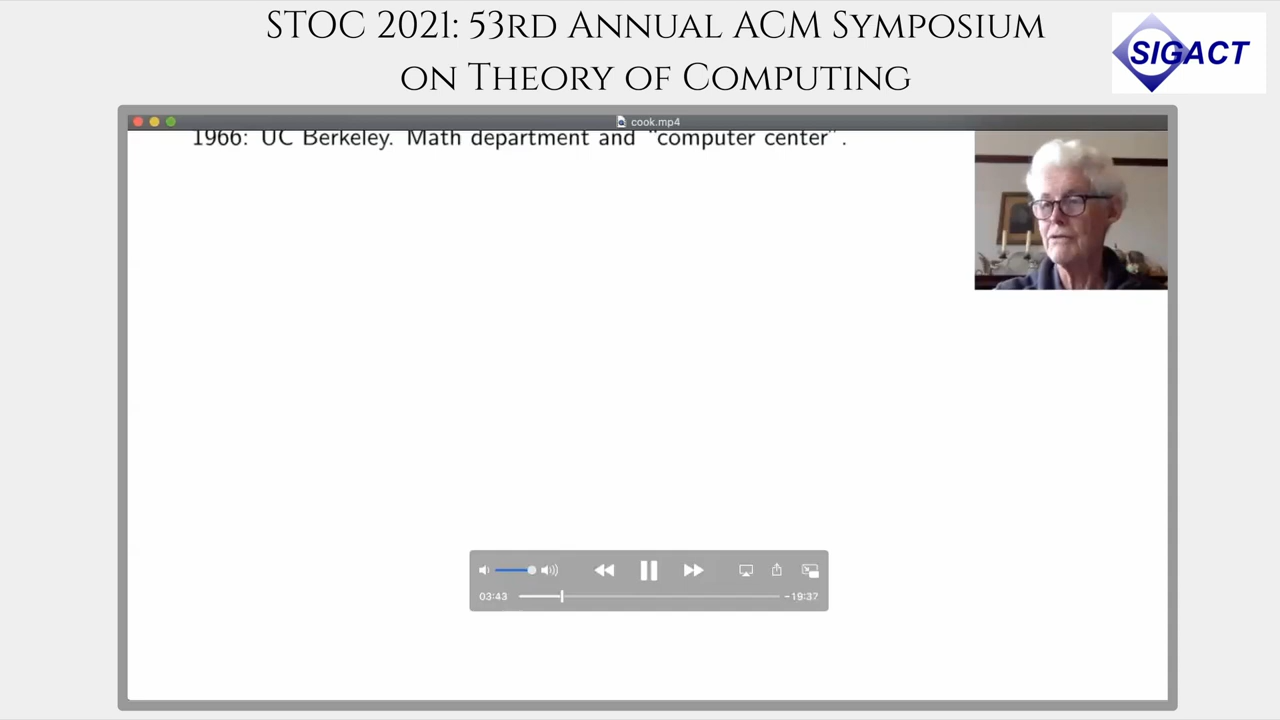 STOC 2021: 53RD ANNUAL ACM SYMPOSIUM
ON THEORY OF COMPUTING
SIGACT
cook.mp4
1966: UC Berkeley. Math department and “computer center”.
03:43
-19:37